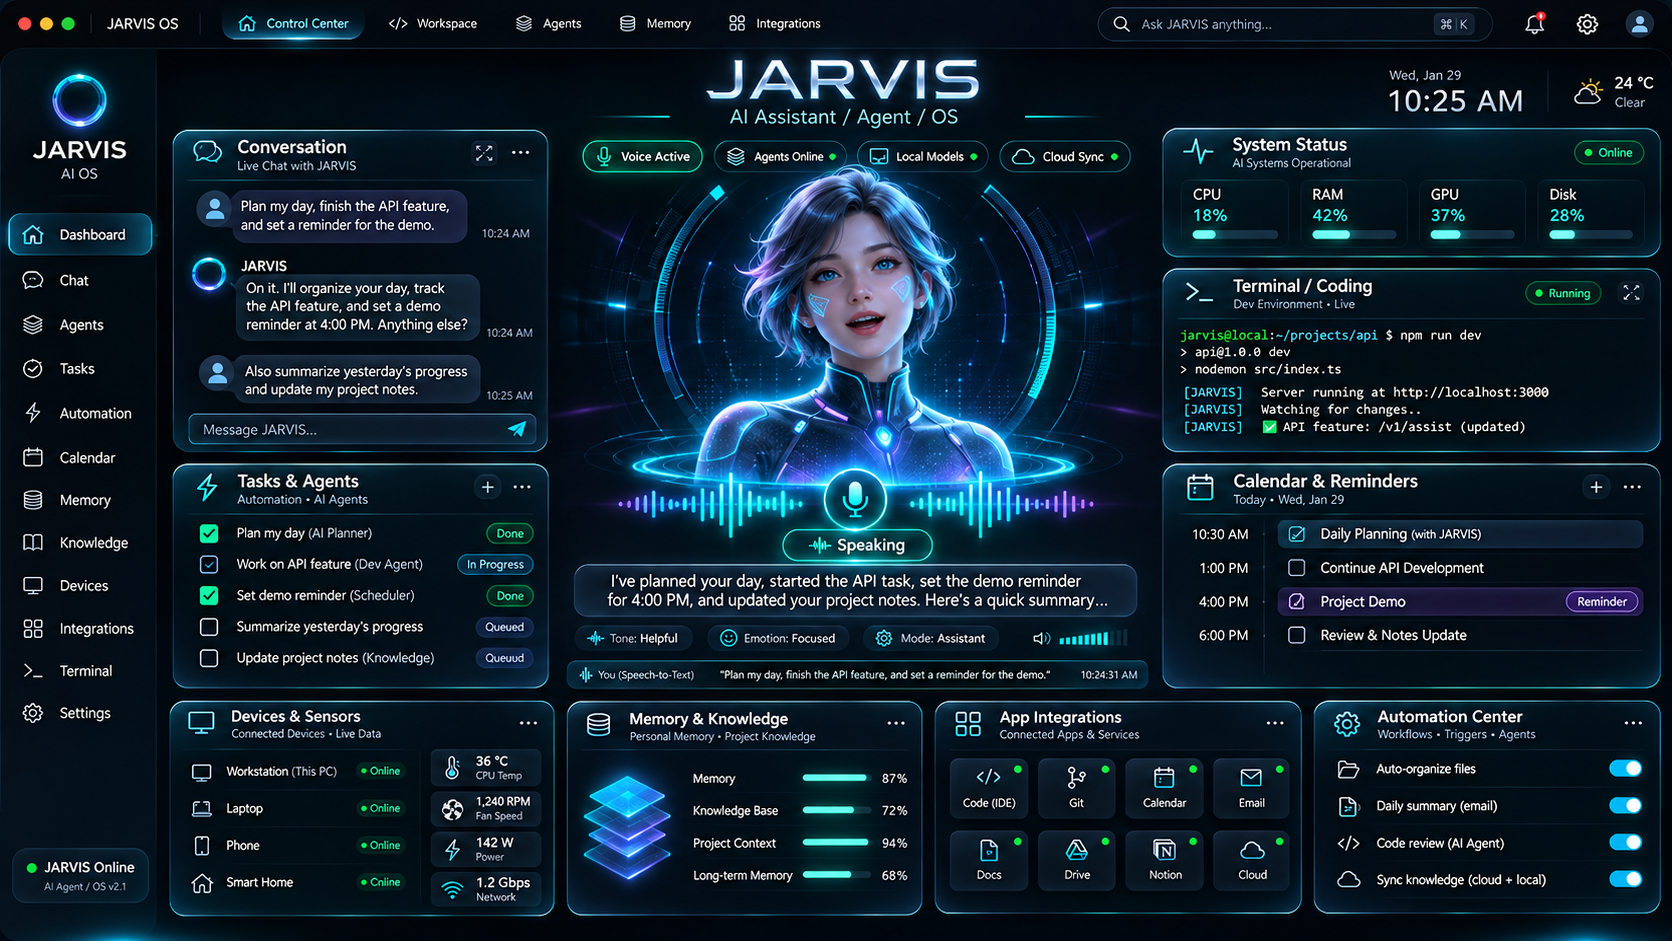 JARVIS OS
Control Center
</> Workspace
Agents
Memory
Integrations
Ask JARVIS anything...
⌘ K
JARVIS
AI OS
Dashboard
Chat
Agents
Tasks
Automation
Calendar
Memory
Knowledge
Devices
Integrations
Terminal
Settings
JARVIS Online
AI Agent / OS v2.1
Conversation
Live Chat with JARVIS
Plan my day, finish the API feature,
and set a reminder for the demo.
10:24 AM
JARVIS
On it. I'll organize your day, track
the API feature, and set a demo
reminder at 4:00 PM. Anything else?
10:24 AM
Also summarize yesterday's progress
and update my project notes.
10:25 AM
Message JARVIS...
Tasks & Agents
Automation • AI Agents
Plan my day (AI Planner)
Done
Work on API feature (Dev Agent)
In Progress
Set demo reminder (Scheduler)
Done
Summarize yesterday's progress
Queued
Update project notes (Knowledge)
Queuud
JARVIS
AI Assistant / Agent / OS
Voice Active
Agents Online
Local Models
Cloud Sync
Speaking
I've planned your day, started the API task, set the demo reminder
for 4:00 PM, and updated your project notes. Here's a quick summary...
Tone: Helpful
Emotion: Focused
Mode: Assistant
You (Speech-to-Text)
"Plan my day, finish the API feature, and set a reminder for the demo."
10:24:31 AM
Wed, Jan 29
10:25 AM
24 °C
Clear
System Status
AI Systems Operational
Online
CPU
18%
RAM
42%
GPU
37%
Disk
28%
Terminal / Coding
Dev Environment • Live
Running
jarvis@local:~/projects/api $ npm run dev
> api@1.0.0 dev
> nodemon src/index.ts
[JARVIS] Server running at http://localhost:3000
[JARVIS] Watching for changes..
[JARVIS] ✅ API feature: /v1/assist (updated)
Calendar & Reminders
Today • Wed, Jan 29
10:30 AM
Daily Planning (with JARVIS)
1:00 PM
Continue API Development
4:00 PM
Project Demo
Reminder
6:00 PM
Review & Notes Update
Devices & Sensors
Connected Devices • Live Data
Workstation (This PC)
Online
Laptop
Online
Phone
Online
Smart Home
Online
36 °C
CPU Temp
1,240 RPM
Fan Speed
142 W
Power
1.2 Gbps
Network
Memory & Knowledge
Personal Memory • Project Knowledge
Memory
87%
Knowledge Base
72%
Project Context
94%
Long-term Memory
68%
App Integrations
Connected Apps & Services
Code (IDE)
Git
Calendar
Email
Docs
Drive
Notion
Cloud
Automation Center
Workflows • Triggers • Agents
Auto-organize files
Daily summary (email)
Code review (AI Agent)
Sync knowledge (cloud + local)